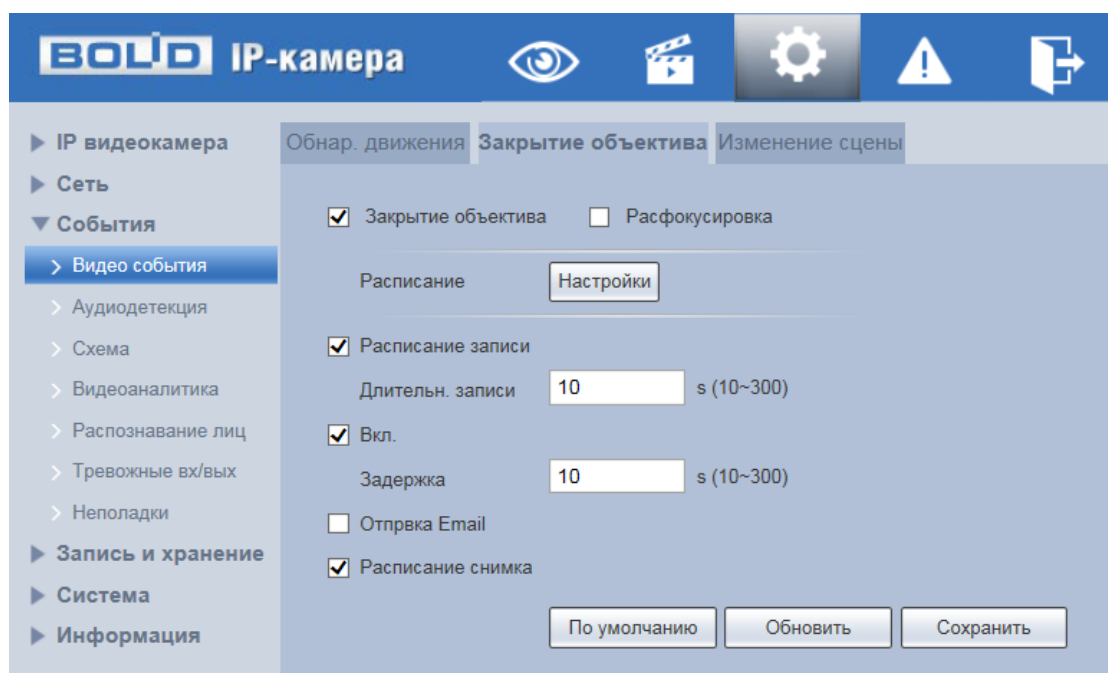 BOLID IP-камера
IP видеокамера
Сеть
События
Видео события
Аудиодетекция
Схема
Видеоаналитика
Распознавание лиц
Тревожные вх/вых
Неполадки
Запись и хранение
Система
Информация
Обнар. движения Закрытие объектива Изменение сцены
Закрытие объектива Расфокусировка
Расписание Настройки
Расписание записи
Длительн. записи 10 s (10~300)
Вкл.
Задержка 10 s (10~300)
Отпрвка Email
Расписание снимка
По умолчанию Обновить Сохранить